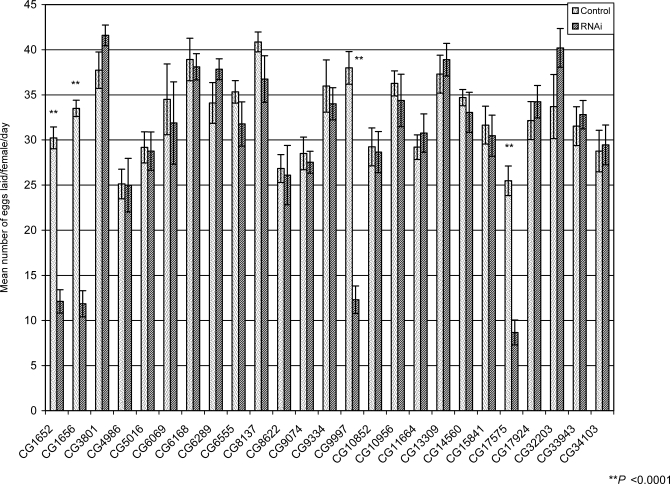 Control
RNAi
Mean number of eggs laid/female/day
45
40
35
30
25
20
15
10
5
0
**
**
**
**
CG1652
CG1656
CG3801
CG4986
CG5016
CG6069
CG6168
CG6289
CG6555
CG8137
CG8622
CG9074
CG9334
CG9997
CG10852
CG10956
CG11664
CG13309
CG14560
CG15841
CG17575
CG17924
CG32203
CG33943
CG34103
**P <0.0001